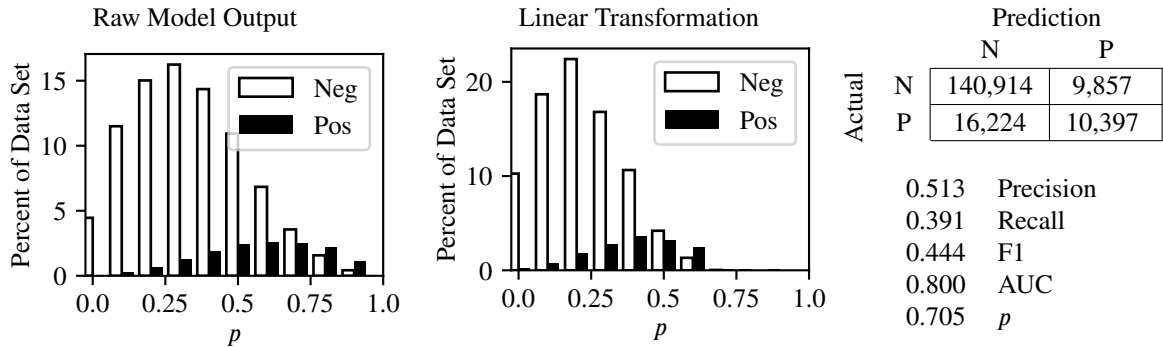 Raw Model Output
Percent of Data Set
15
10
5
0
Neg
Pos
0.0 0.25 0.5 0.75 1.0
p
Linear Transformation
Percent of Data Set
20
10
0
Neg
Pos
0.0 0.25 0.5 0.75 1.0
p
Prediction
N P
Actual
N 140,914 9,857
P 16,224 10,397
0.513 Precision
0.391 Recall
0.444 F1
0.800 AUC
0.705 p